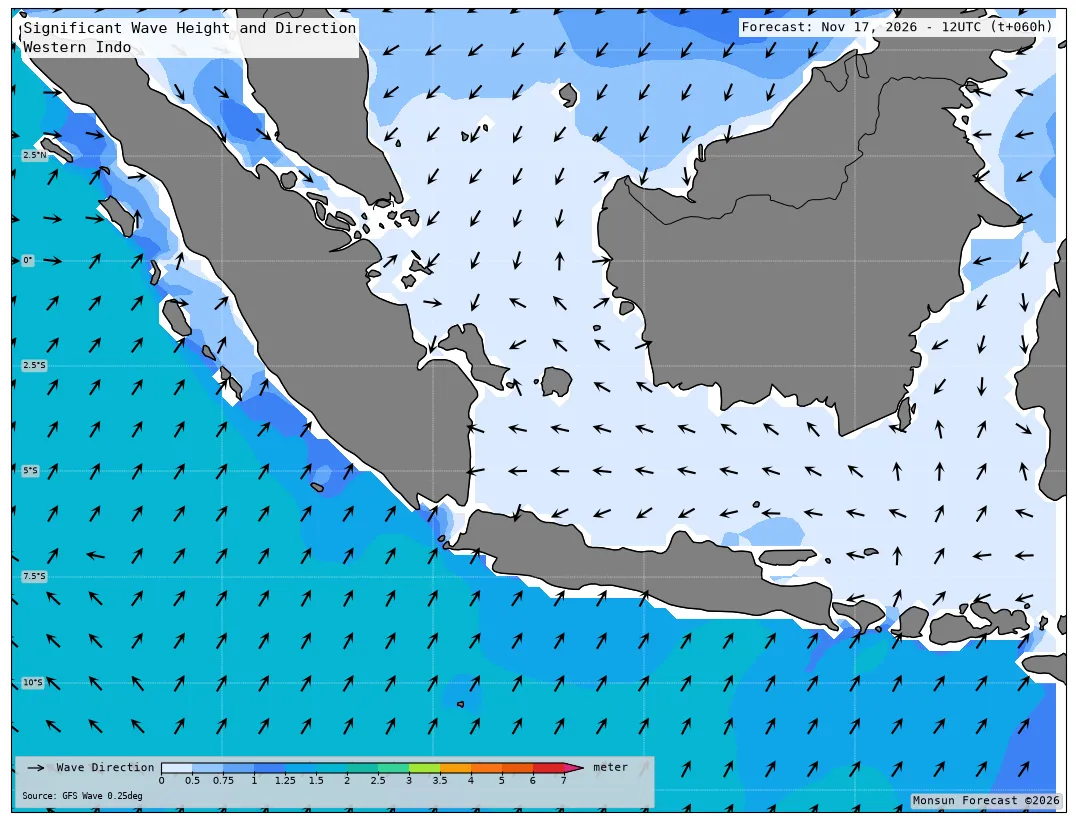 Significant Wave Height and Direction
Western Indo
Forecast: Nov 17, 2026 - 12UTC (t+060h)
2.5°N
0°
2.5°S
5°S
7.5°S
10°S
Wave Direction
meter
0 0.5 0.75 1 1.25 1.5 2 2.5 3 3.5 4 5 6 7
Source: GFS Wave 0.25deg
Monsun Forecast ©2026